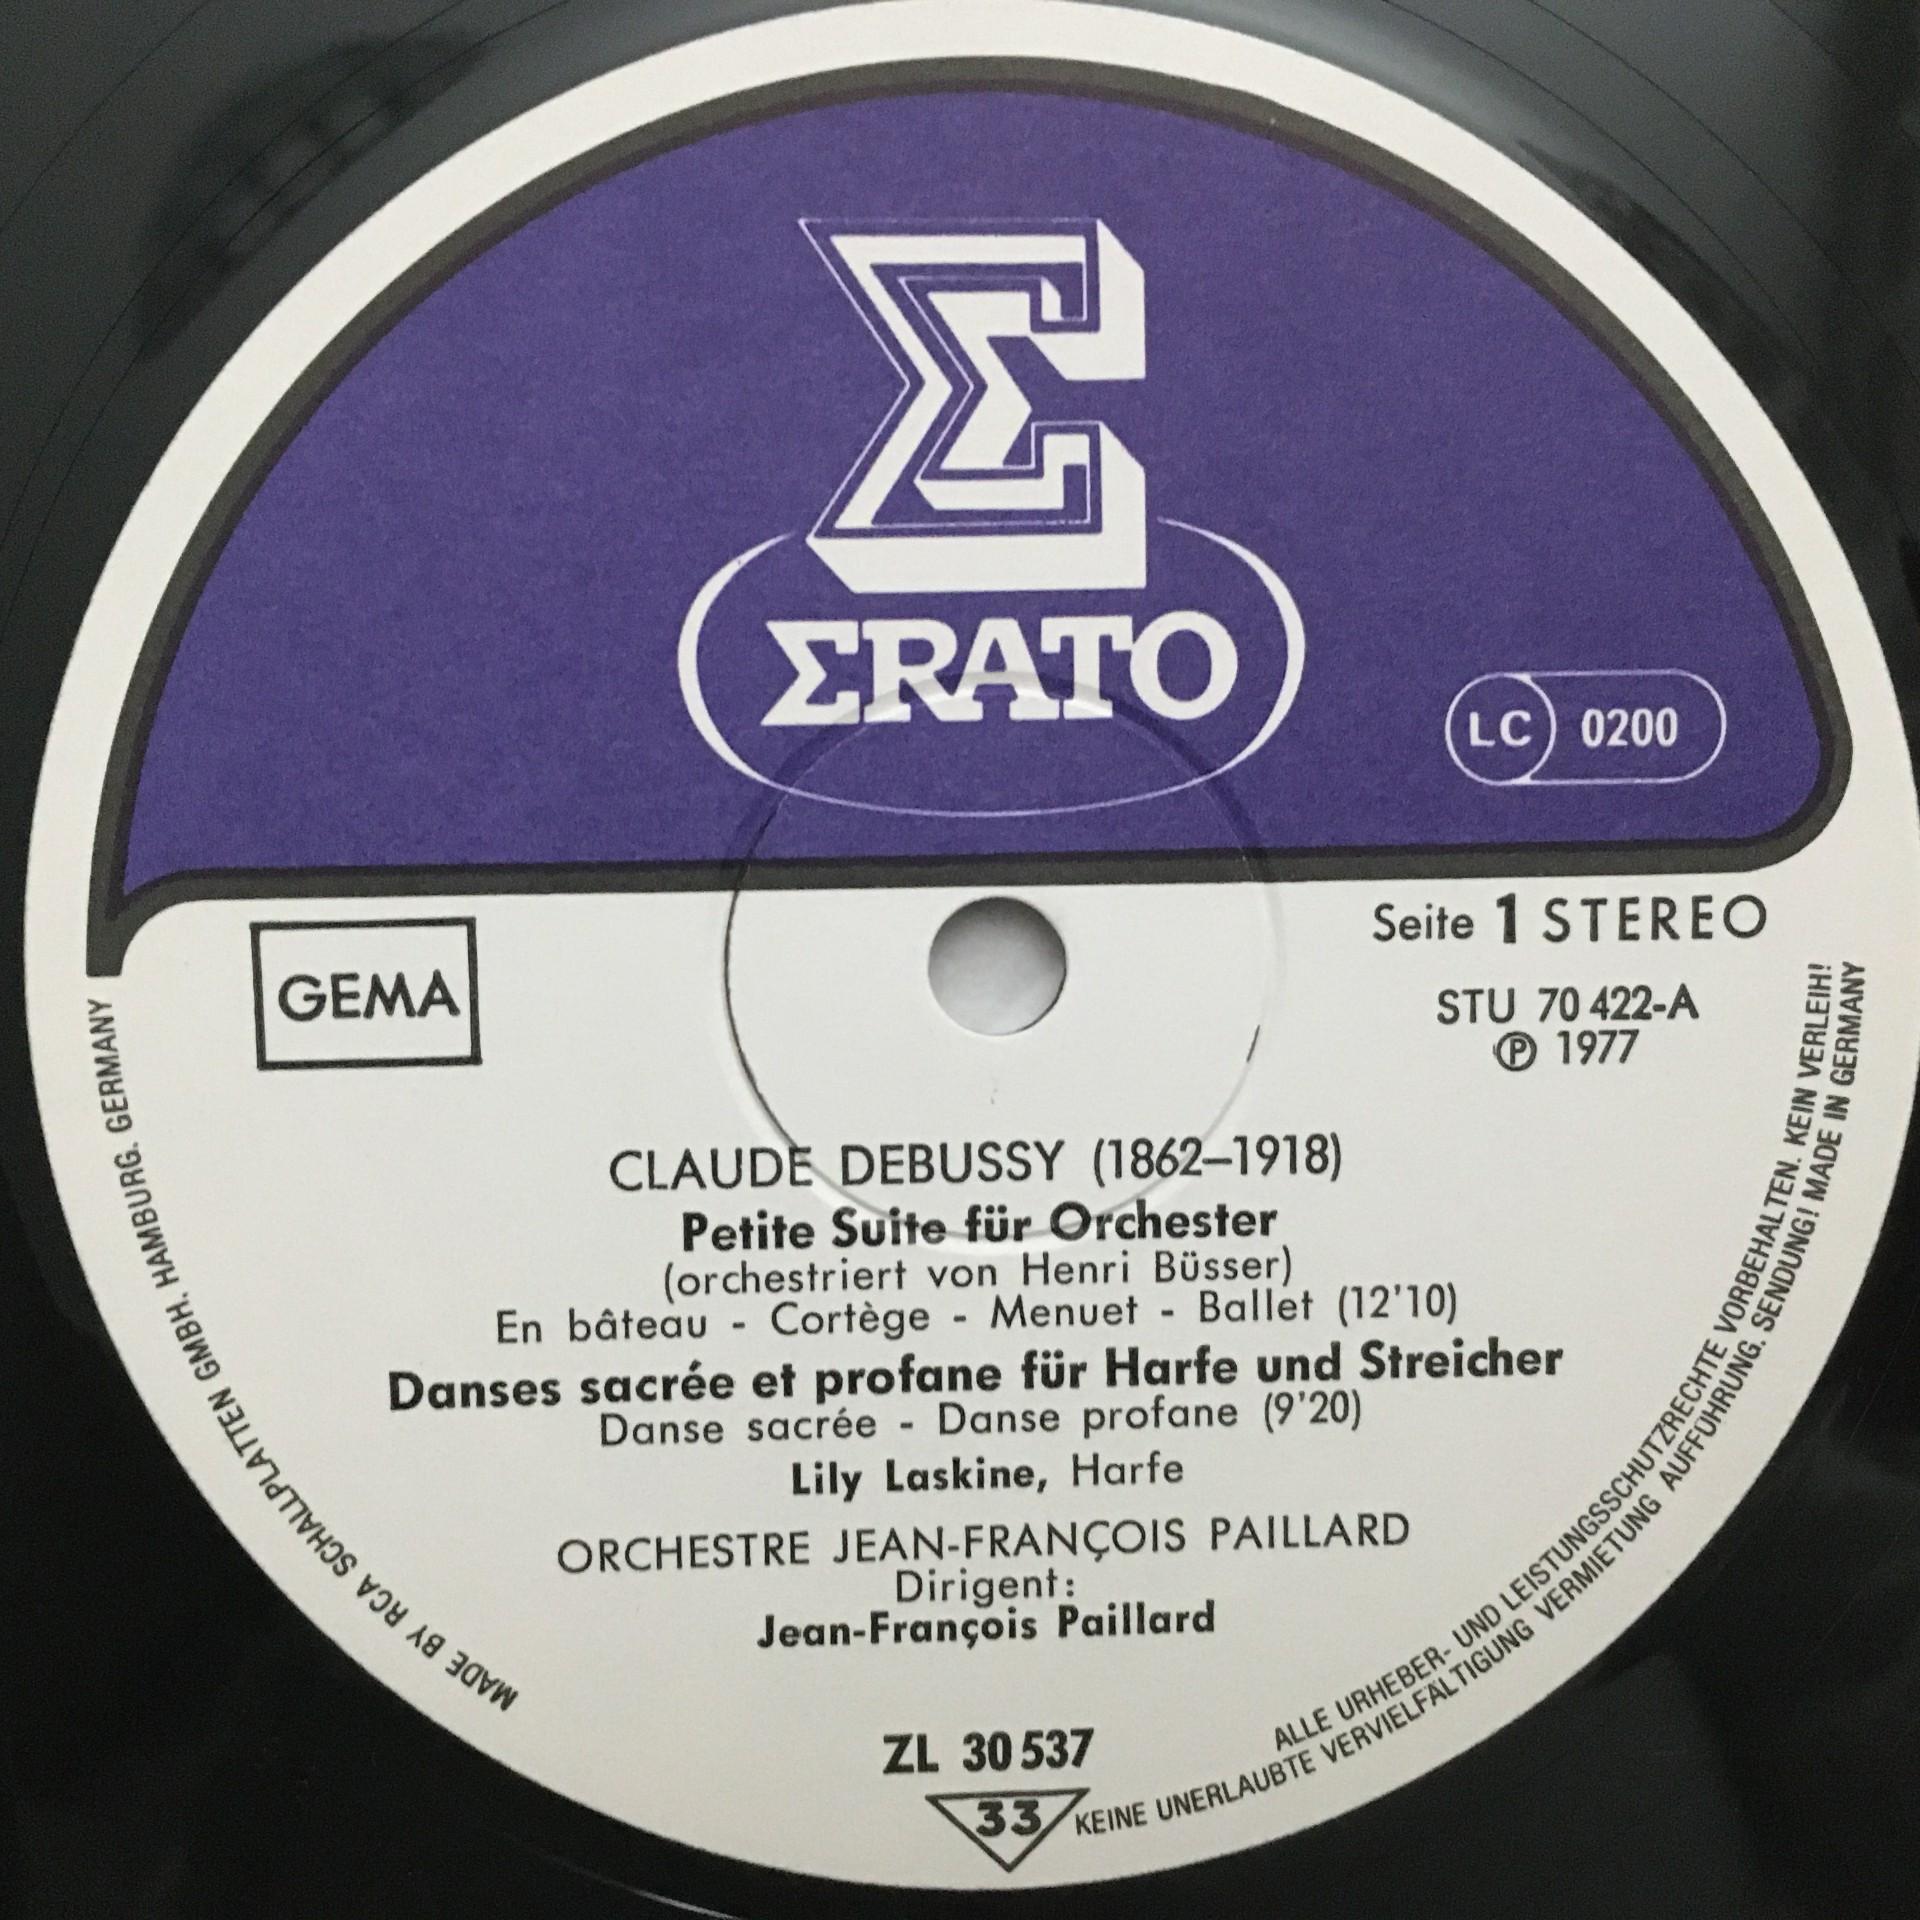 Σ
ΣRATO
LC 0200
GEMA
Seite 1 STEREO
STU 70 422-A
℗ 1977
CLAUDE DEBUSSY (1862–1918)
Petite Suite für Orchester
(orchestriert von Henri Büsser)
En bâteau - Cortège - Menuet - Ballet (12'10)
Danses sacrée et profane für Harfe und Streicher
Danse sacrée - Danse profane (9'20)
Lily Laskine, Harfe
ORCHESTRE JEAN-FRANÇOIS PAILLARD
Dirigent:
Jean-François Paillard
ZL 30 537
33
MADE BY RCA SCHALLPLATTEN GMBH. HAMBURG. GERMANY
ALLE URHEBER- UND LEISTUNGSSCHUTZRECHTE VORBEHALTEN. KEIN VERLEIH!
KEINE UNERLAUBTE VERVIELFÄLTIGUNG VERMIETUNG AUFFÜHRUNG. SENDUNG! MADE IN GERMANY